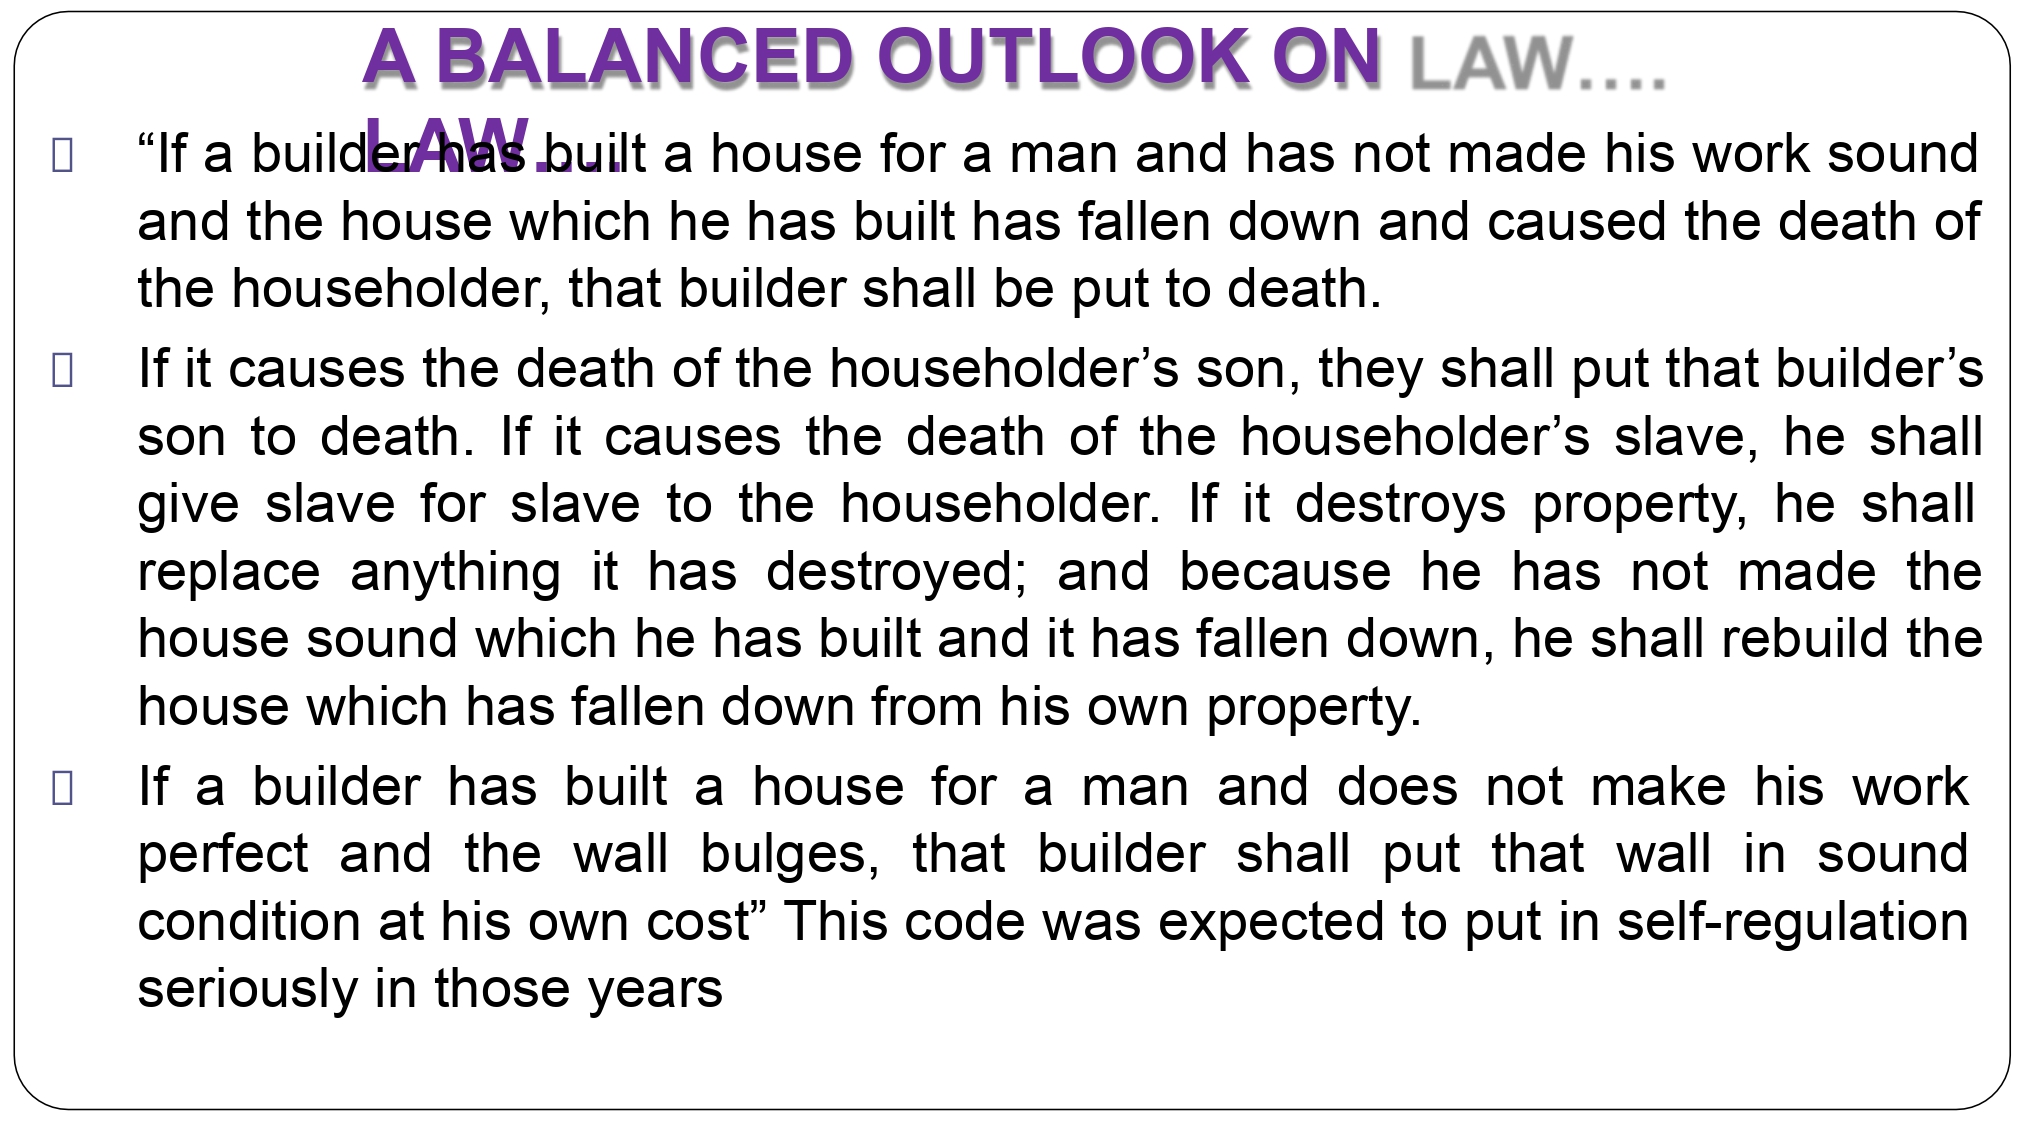 A BALANCED OUTLOOK ON LAW….
LAW….
“If a builder has built a house for a man and has not made his work sound
and the house which he has built has fallen down and caused the death of
the householder, that builder shall be put to death.
If it causes the death of the householder’s son, they shall put that builder’s
son to death. If it causes the death of the householder’s slave, he shall
give slave for slave to the householder. If it destroys property, he shall
replace anything it has destroyed; and because he has not made the
house sound which he has built and it has fallen down, he shall rebuild the
house which has fallen down from his own property.
If a builder has built a house for a man and does not make his work
perfect and the wall bulges, that builder shall put that wall in sound
condition at his own cost” This code was expected to put in self-regulation
seriously in those years